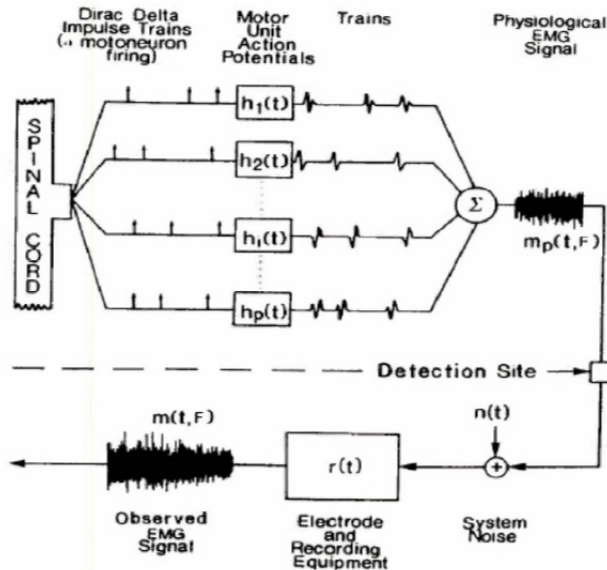 Dirac Delta
Impulse Trains
motoneuron
firing)
Motor
Unit
Action
Potentials
Trains
Physiological
EMG
Signal
SPINAL CORD
h1(t)
h2(t)
hi(t)
hp(t)
Σ
mp(t,F)
Detection Site
m(t,F)
r(t)
n(t)
+
Observed
EMG
Signal
Electrode
and
Recording
Equipment
System
Noise